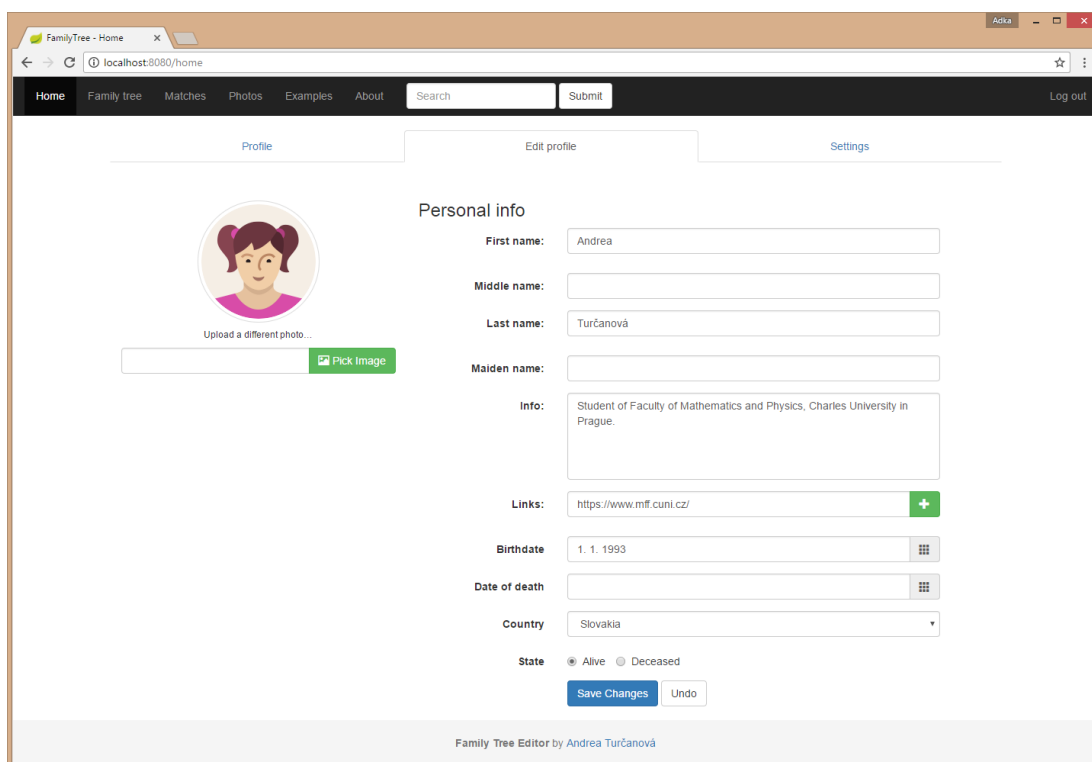 Adka
FamilyTree - Home
localhost:8080/home
Home Family tree Matches Photos Examples About Search Submit Log out
Profile Edit profile Settings
Personal info
First name: Andrea
Middle name:
Last name: Turčanová
Upload a different photo...
Pick Image
Maiden name:
Info: Student of Faculty of Mathematics and Physics, Charles University in
Prague.
Links: https://www.mff.cuni.cz/
Birthdate 1. 1. 1993
Date of death
Country Slovakia
State Alive Deceased
Save Changes Undo
Family Tree Editor by Andrea Turčanová